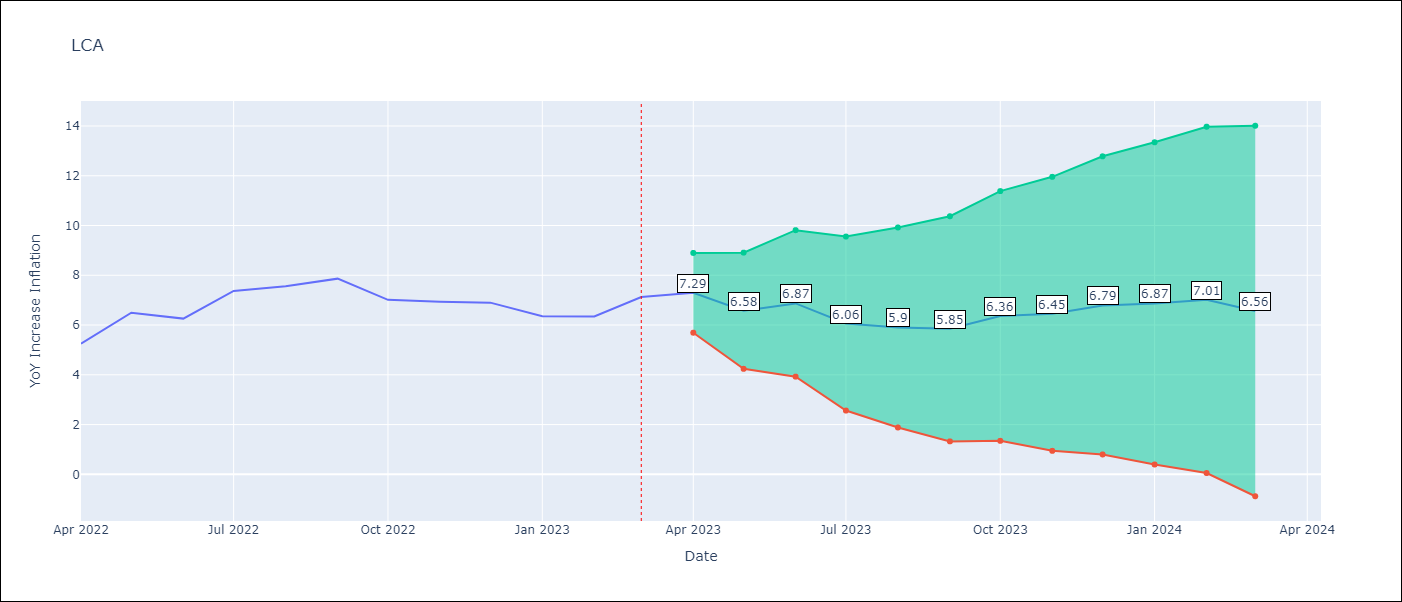 LCA
YoY Increase Inflation
14
12
10
8
6
4
2
0
7.29
6.58
6.87
6.06
5.9
5.85
6.36
6.45
6.79
6.87
7.01
6.56
Apr 2022
Jul 2022
Oct 2022
Jan 2023
Apr 2023
Jul 2023
Oct 2023
Jan 2024
Apr 2024
Date